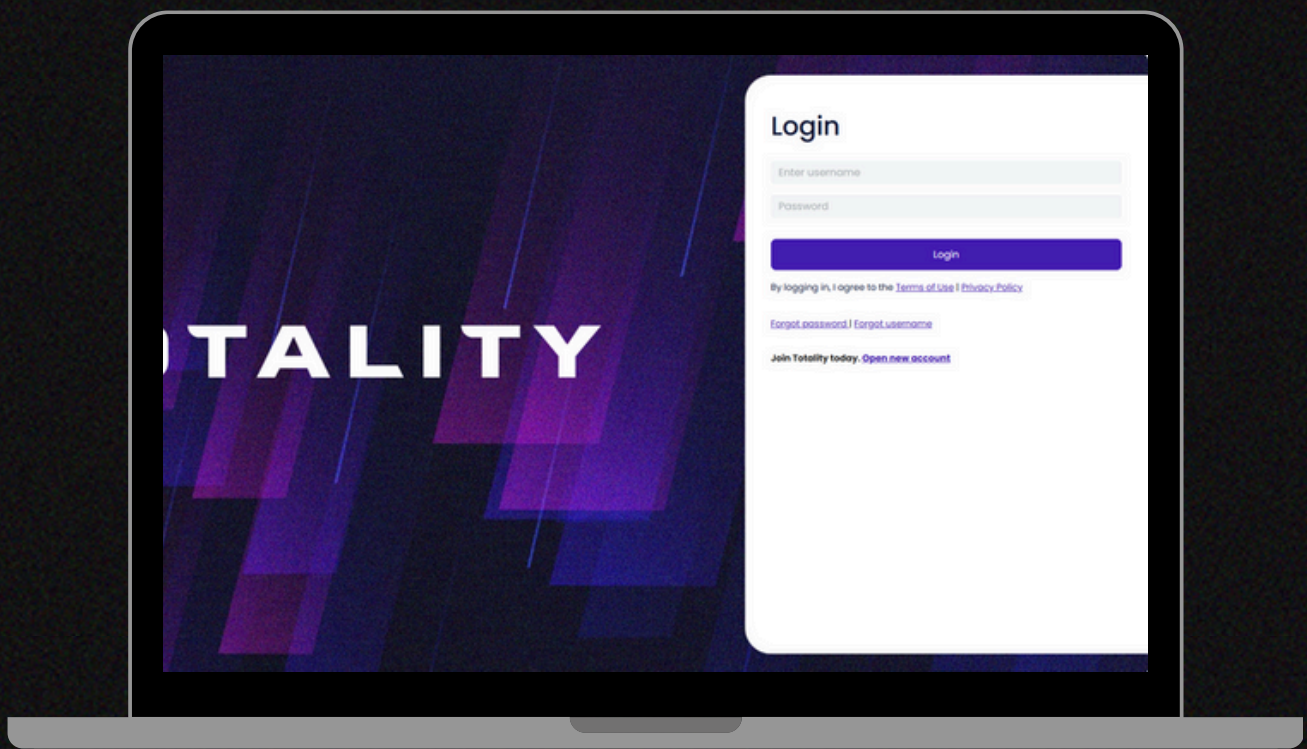 OTALITY
Login
Enter username
Password
Login
By logging in, I agree to the Terms of Use | Privacy Policy
Forgot password | Forgot username
Join Totality today. Open new account